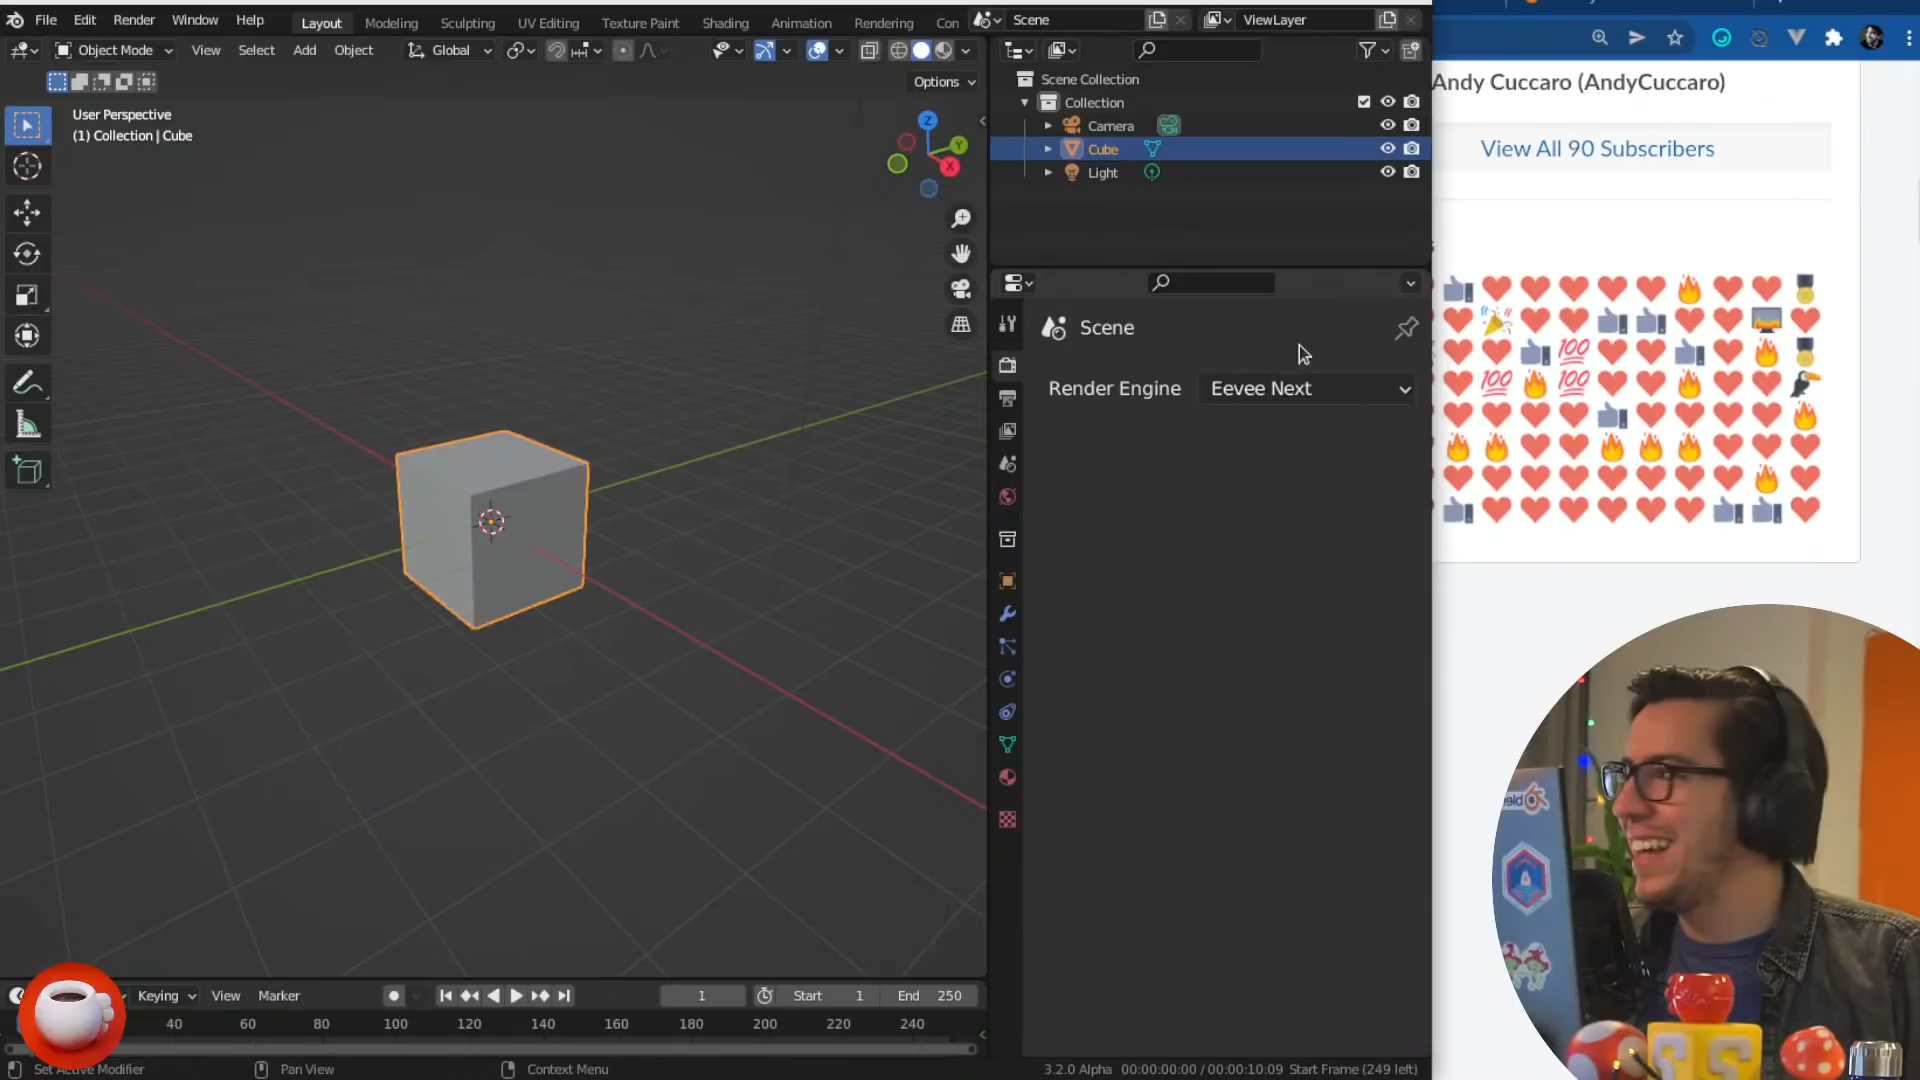 File Edit Render Window Help Layout Modeling Sculpting UV Editing Texture Paint Shading Animation Rendering Con Scene ViewLayer
Object Mode View Select Add Object Global
Options
User Perspective
(1) Collection | Cube
Z
Y
X
Scene Collection
Collection
Camera
Cube
Light
Scene
Render Engine Eevee Next
Andy Cuccaro (AndyCuccaro)
View All 90 Subscribers
Keying View Marker 1 Start 1 End 250
40 60 80 100 120 140 160 180 200 220 240
Set Active Modifier Pan View Context Menu 3.2.0 Alpha 00:00:00:00 / 00:00:10:09 Start Frame (249 left)